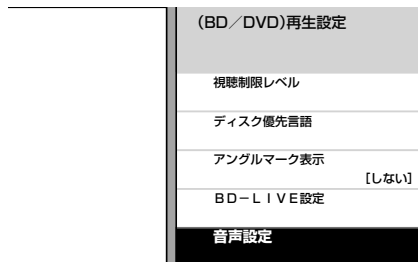 (BD／DVD)再生設定
視聴制限レベル
ディスク優先言語
アングルマーク表示
[しない]
ＢＤ－ＬＩＶＥ設定
音声設定